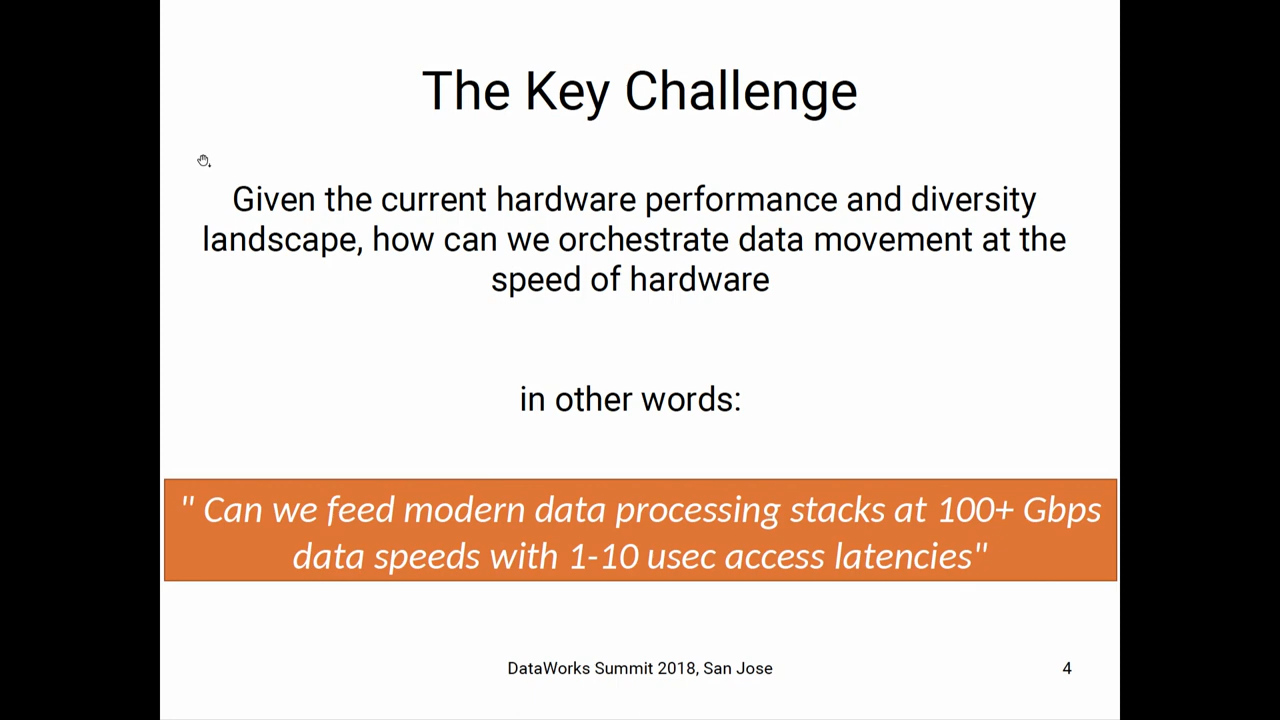 The Key Challenge
Given the current hardware performance and diversity
landscape, how can we orchestrate data movement at the
speed of hardware
in other words:
" Can we feed modern data processing stacks at 100+ Gbps
data speeds with 1-10 usec access latencies"
DataWorks Summit 2018, San Jose
4